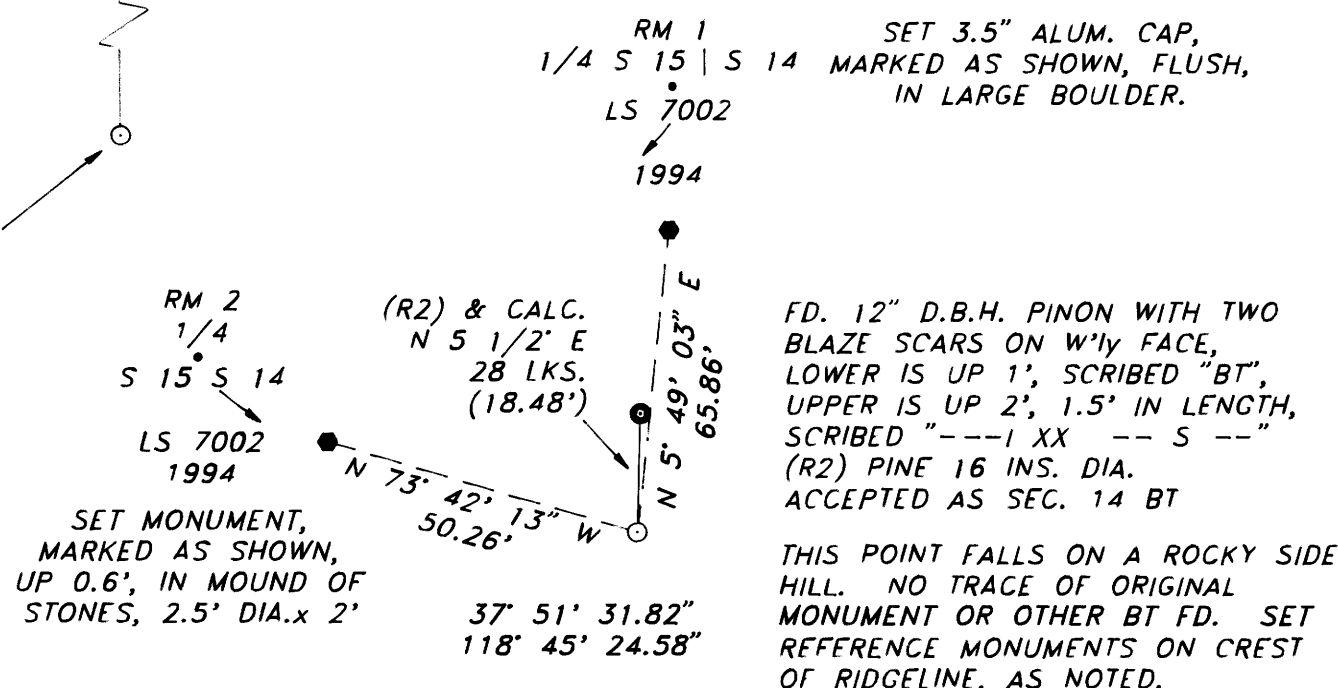 RM 1
1/4 S 15 | S 14
LS 7002
1994
SET 3.5" ALUM. CAP,
MARKED AS SHOWN, FLUSH,
IN LARGE BOULDER.
RM 2
1/4
S 15 S 14
LS 7002
1994
SET MONUMENT,
MARKED AS SHOWN,
UP 0.6', IN MOUND OF
STONES, 2.5' DIA.x 2'
(R2) & CALC.
N 5 1/2° E
28 LKS.
(18.48')
N 5° 49' 03" E
65.86'
N 73° 42' 13" W
50.26'
37° 51' 31.82"
118° 45' 24.58"
FD. 12" D.B.H. PINON WITH TWO
BLAZE SCARS ON W'ly FACE,
LOWER IS UP 1', SCRIBED "BT",
UPPER IS UP 2', 1.5' IN LENGTH,
SCRIBED "---I XX -- S --"
(R2) PINE 16 INS. DIA.
ACCEPTED AS SEC. 14 BT
THIS POINT FALLS ON A ROCKY SIDE
HILL. NO TRACE OF ORIGINAL
MONUMENT OR OTHER BT FD. SET
REFERENCE MONUMENTS ON CREST
OF RIDGELINE, AS NOTED.